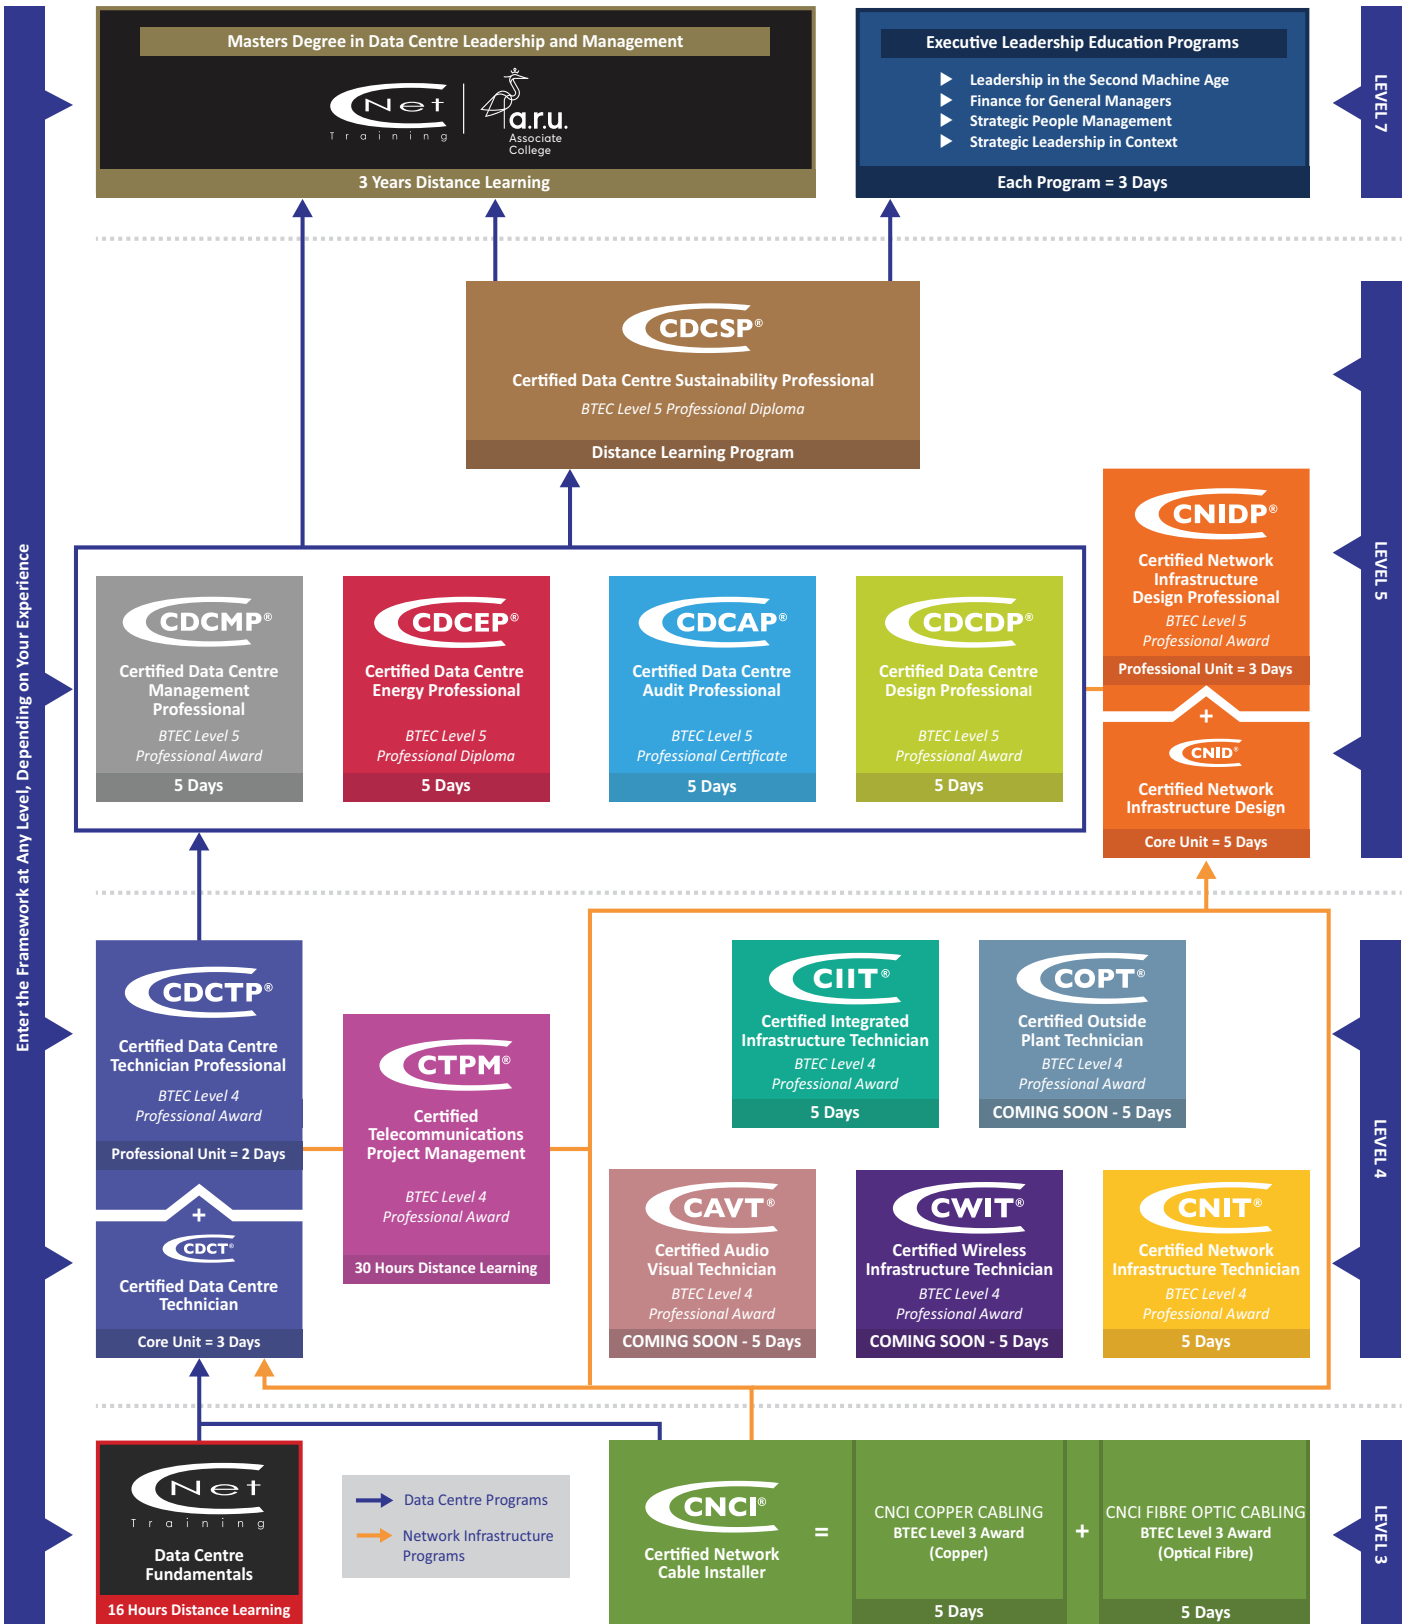 Enter the Framework at Any Level, Depending on Your Experience
Masters Degree in Data Centre Leadership and Management
CNet
Training
a.r.u.
Associate
College
3 Years Distance Learning
Executive Leadership Education Programs
Leadership in the Second Machine Age
Finance for General Managers
Strategic People Management
Strategic Leadership in Context
Each Program = 3 Days
LEVEL 7
CDCSP®
Certified Data Centre Sustainability Professional
BTEC Level 5 Professional Diploma
Distance Learning Program
CDCMP®
Certified Data Centre
Management
Professional
BTEC Level 5
Professional Award
5 Days
CDCEP®
Certified Data Centre
Energy Professional
BTEC Level 5
Professional Diploma
5 Days
CDCAP®
Certified Data Centre
Audit Professional
BTEC Level 5
Professional Certificate
5 Days
CDCDP®
Certified Data Centre
Design Professional
BTEC Level 5
Professional Award
5 Days
CNIDP®
Certified Network
Infrastructure
Design Professional
BTEC Level 5
Professional Award
Professional Unit = 3 Days
+
CNID®
Certified Network
Infrastructure Design
Core Unit = 5 Days
LEVEL 5
CDCTP®
Certified Data Centre
Technician Professional
BTEC Level 4
Professional Award
Professional Unit = 2 Days
+
CDCT®
Certified Data Centre
Technician
Core Unit = 3 Days
CTPM®
Certified
Telecommunications
Project Management
BTEC Level 4
Professional Award
30 Hours Distance Learning
CIIT®
Certified Integrated
Infrastructure Technician
BTEC Level 4
Professional Award
5 Days
COPT®
Certified Outside
Plant Technician
BTEC Level 4
Professional Award
COMING SOON - 5 Days
CAVT®
Certified Audio
Visual Technician
BTEC Level 4
Professional Award
COMING SOON - 5 Days
CWIT®
Certified Wireless
Infrastructure Technician
BTEC Level 4
Professional Award
COMING SOON - 5 Days
CNIT®
Certified Network
Infrastructure Technician
BTEC Level 4
Professional Award
5 Days
LEVEL 4
CNet
Training
Data Centre
Fundamentals
16 Hours Distance Learning
Data Centre Programs
Network Infrastructure
Programs
CNCI®
Certified Network
Cable Installer
=
CNCI COPPER CABLING
BTEC Level 3 Award
(Copper)
5 Days
+
CNCI FIBRE OPTIC CABLING
BTEC Level 3 Award
(Optical Fibre)
5 Days
LEVEL 3